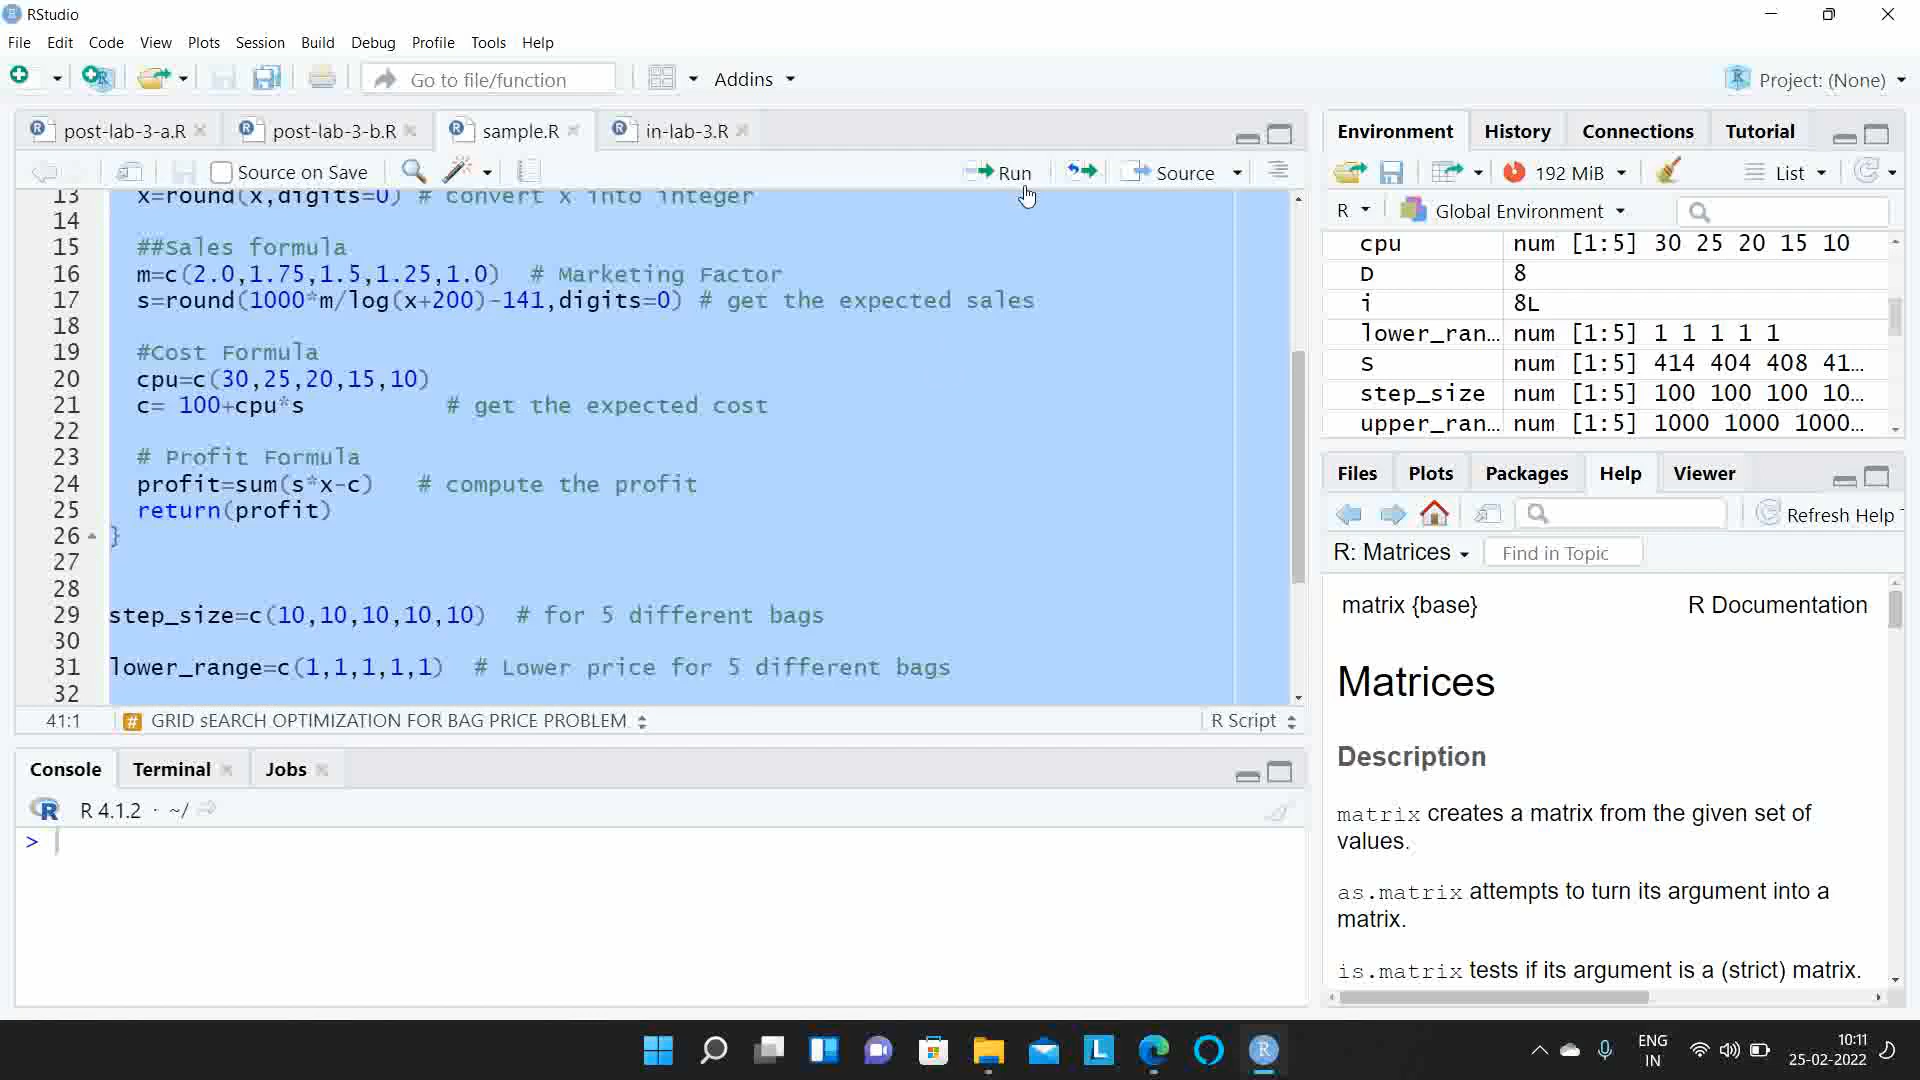 RStudio
File Edit Code View Plots Session Build Debug Profile Tools Help
Go to file/function Addins Project: (None)
post-lab-3-a.R post-lab-3-b.R sample.R in-lab-3.R
Source on Save Run Source
13 x=round(x,digits=0) # convert x into integer
14
15 ##Sales formula
16 m=c(2.0,1.75,1.5,1.25,1.0) # Marketing Factor
17 s=round(1000*m/log(x+200)-141,digits=0) # get the expected sales
18
19 #Cost Formula
20 cpu=c(30,25,20,15,10)
21 c= 100+cpu*s # get the expected cost
22
23 # Profit Formula
24 profit=sum(s*x-c) # compute the profit
25 return(profit)
26 }
27
28
29 step_size=c(10,10,10,10,10) # for 5 different bags
30
31 lower_range=c(1,1,1,1,1) # Lower price for 5 different bags
32
41:1 # GRID sEARCH OPTIMIZATION FOR BAG PRICE PROBLEM R Script
Console Terminal Jobs
R 4.1.2 · ~/
>
Environment History Connections Tutorial
192 MiB List
R Global Environment
cpu num [1:5] 30 25 20 15 10
D 8
i 8L
lower_ran… num [1:5] 1 1 1 1 1
S num [1:5] 414 404 408 41…
step_size num [1:5] 100 100 100 10…
upper_ran… num [1:5] 1000 1000 1000…
Files Plots Packages Help Viewer
Refresh Help
R: Matrices Find in Topic
matrix {base} R Documentation
Matrices
Description
matrix creates a matrix from the given set of
values.
as.matrix attempts to turn its argument into a
matrix.
is.matrix tests if its argument is a (strict) matrix.
ENG
IN
10:11
25-02-2022